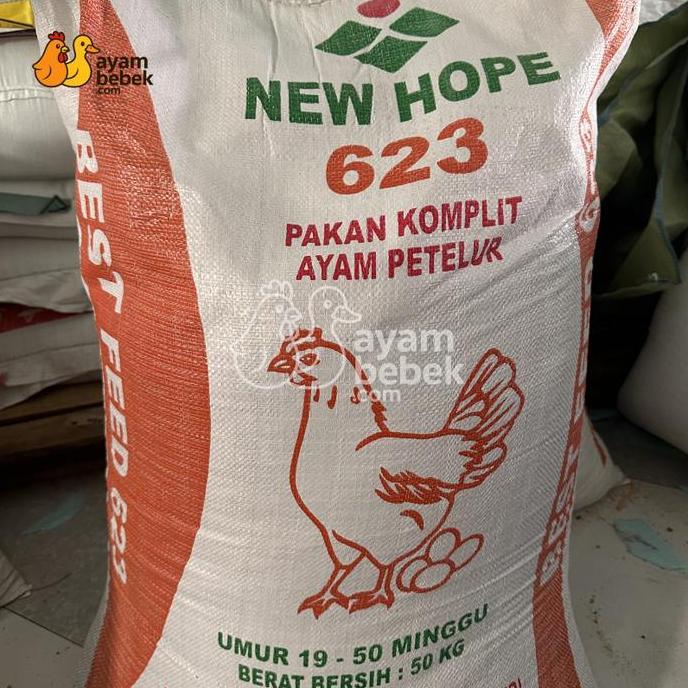 ayam
bebek
.com
NEW HOPE
623
PAKAN KOMPLIT
AYAM PETELUR
ayam
bebek
.com
UMUR 19 - 50 MINGGU
BERAT BERSIH : 50 KG
BEST FEED 623